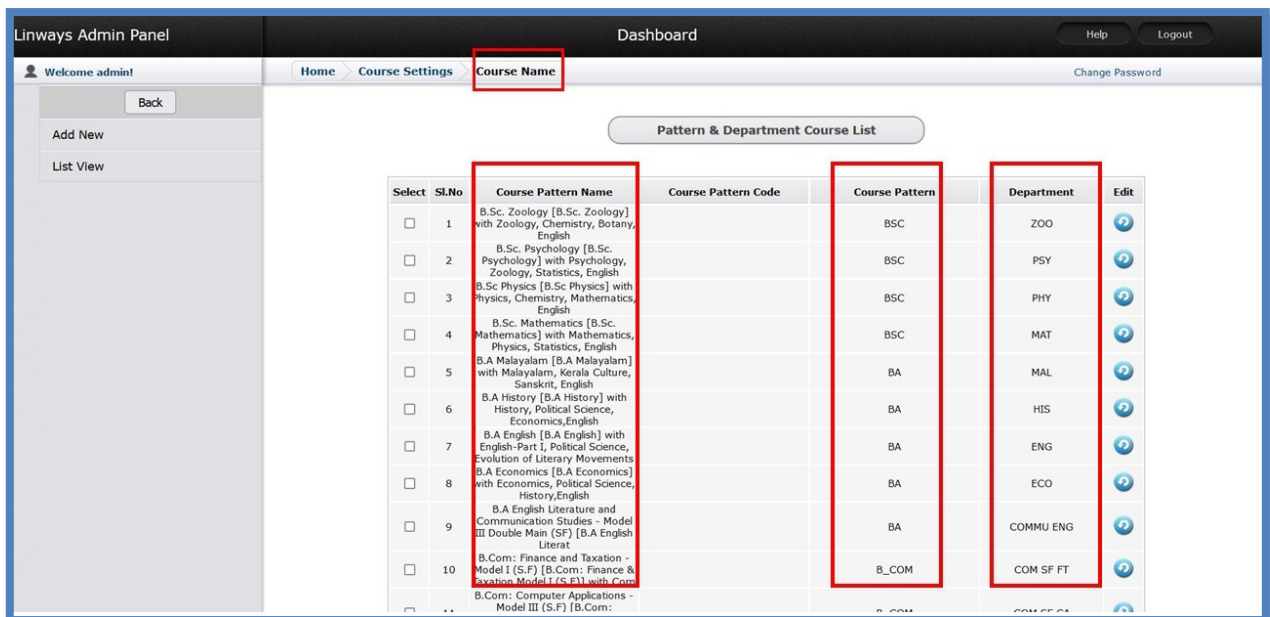 Linways Admin Panel
Dashboard
Help
Logout
Welcome admin!
Home
Course Settings
Course Name
Change Password
Back
Add New
List View
Pattern & Department Course List
Select Sl.No Course Pattern Name Course Pattern Code Course Pattern Department Edit
B.Sc. Zoology [B.Sc. Zoology]
with Zoology, Chemistry, Botany,
English
1 BSC ZOO
B.Sc. Psychology [B.Sc.
Psychology] with Psychology,
Zoology, Statistics, English
2 BSC PSY
B.Sc Physics [B.Sc Physics] with
Physics, Chemistry, Mathematics,
English
3 BSC PHY
B.Sc. Mathematics [B.Sc.
Mathematics] with Mathematics,
Physics, Statistics, English
4 BSC MAT
B.A Malayalam [B.A Malayalam]
with Malayalam, Kerala Culture,
Sanskrit, English
5 BA MAL
B.A History [B.A History] with
History, Political Science,
Economics,English
6 BA HIS
B.A English [B.A English] with
English-Part I, Political Science,
Evolution of Literary Movements
7 BA ENG
B.A Economics [B.A Economics]
with Economics, Political Science,
History,English
8 BA ECO
B.A English Literature and
Communication Studies - Model
III Double Main (SF) [B.A English
Literat
9 BA COMMU ENG
B.Com: Finance and Taxation -
Model I (S.F) [B.Com: Finance &
Taxation Model I (S.F)] with Com
10 B_COM COM SF FT
B.Com: Computer Applications -
Model III (S.F) [B.Com:
11 B_COM COM SF CA